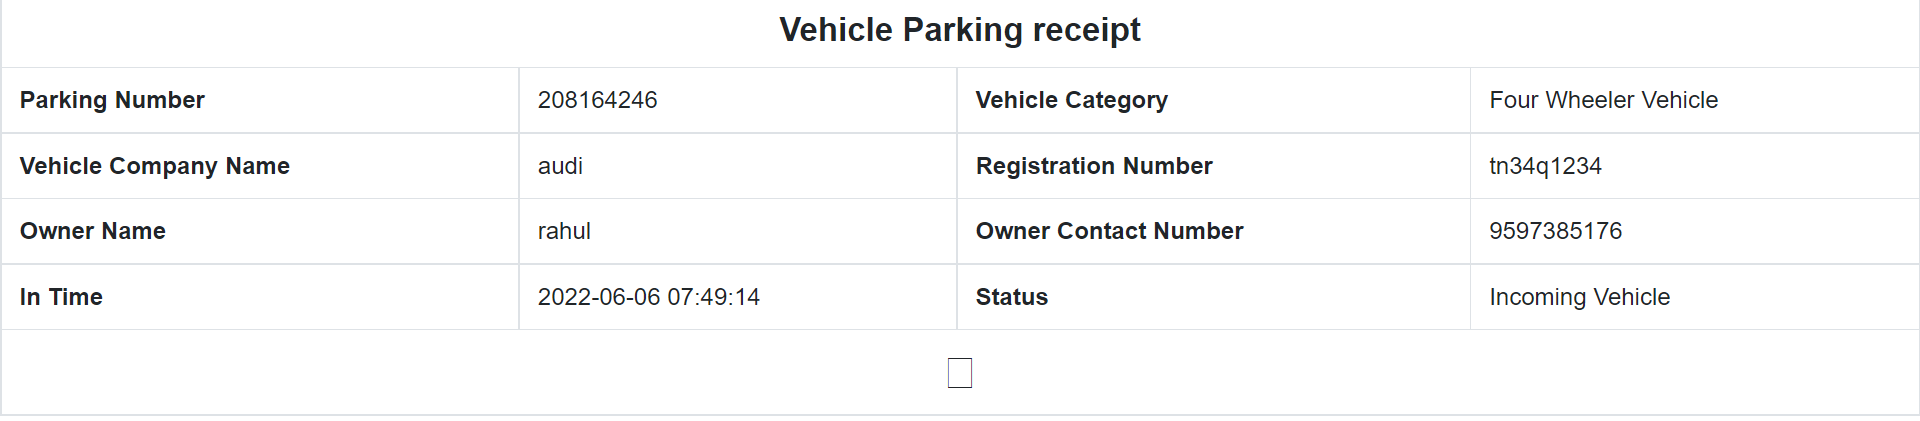 Vehicle Parking receipt
Parking Number 208164246 Vehicle Category Four Wheeler Vehicle
Vehicle Company Name audi Registration Number tn34q1234
Owner Name rahul Owner Contact Number 9597385176
In Time 2022-06-06 07:49:14 Status Incoming Vehicle